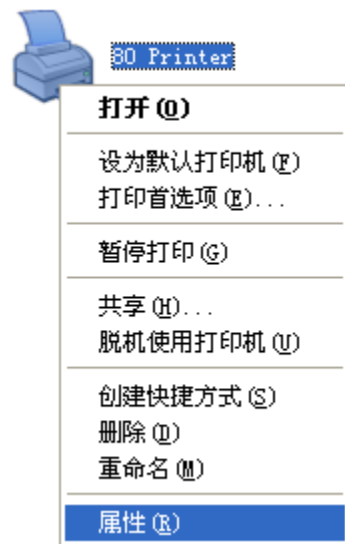 80 Printer
打开(O)
设为默认打印机(F)
打印首选项(E)...
暂停打印(G)
共享(H)...
脱机使用打印机(U)
创建快捷方式(S)
删除(D)
重命名(M)
属性(R)